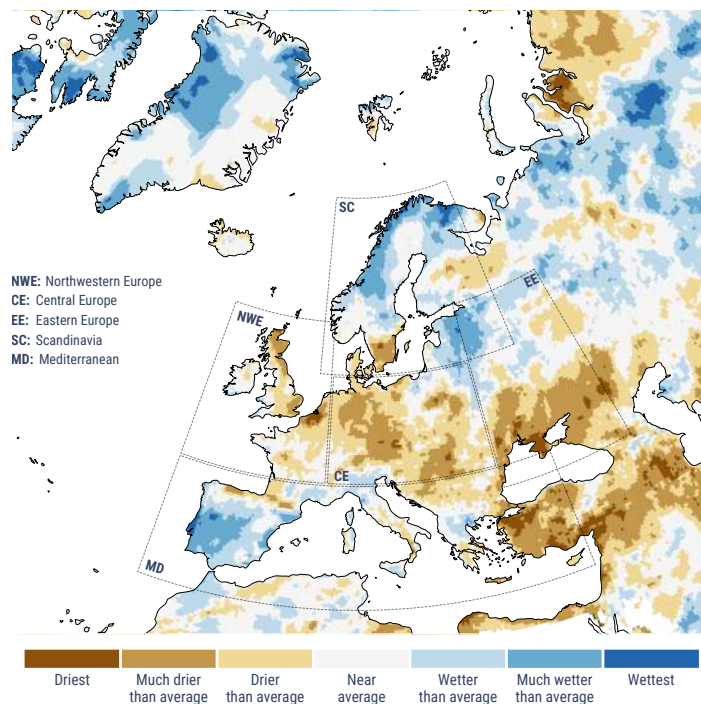 SC
EE
NWE: Northwestern Europe
CE: Central Europe
EE: Eastern Europe
SC: Scandinavia
MD: Mediterranean
NWE
CE
MD
Driest
Much drier
than average
Drier
than average
Near
average
Wetter
than average
Much wetter
than average
Wettest